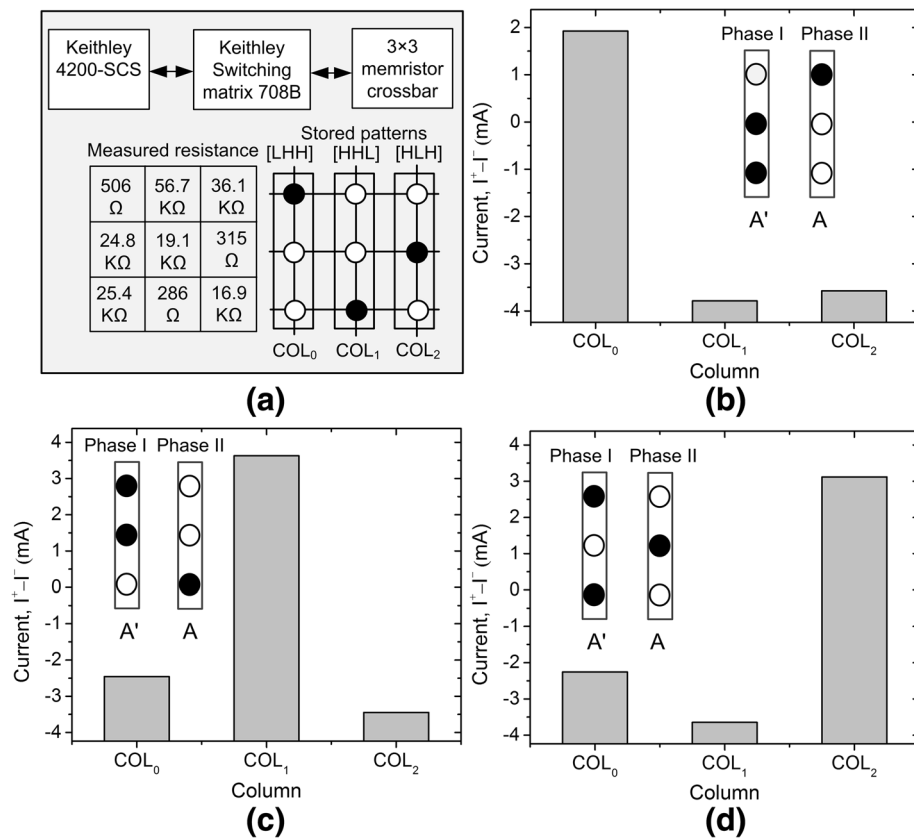 Keithley
4200-SCS
Keithley
Switching
matrix 708B
3×3
memristor
crossbar
Stored patterns
Measured resistance
[LHH] [HHL] [HLH]
506 Ω 56.7 KΩ 36.1 KΩ
24.8 KΩ 19.1 KΩ 315 Ω
25.4 KΩ 286 Ω 16.9 KΩ
COL₀ COL₁ COL₂
(a)
Current, I⁺–I⁻ (mA)
2
1
0
-1
-2
-3
-4
Phase I Phase II
A' A
COL₀ COL₁ COL₂
Column
(b)
Current, I⁺–I⁻ (mA)
4
3
2
1
0
-1
-2
-3
-4
Phase I Phase II
A' A
COL₀ COL₁ COL₂
Column
(c)
Current, I⁺–I⁻ (mA)
4
3
2
1
0
-1
-2
-3
-4
Phase I Phase II
A' A
COL₀ COL₁ COL₂
Column
(d)